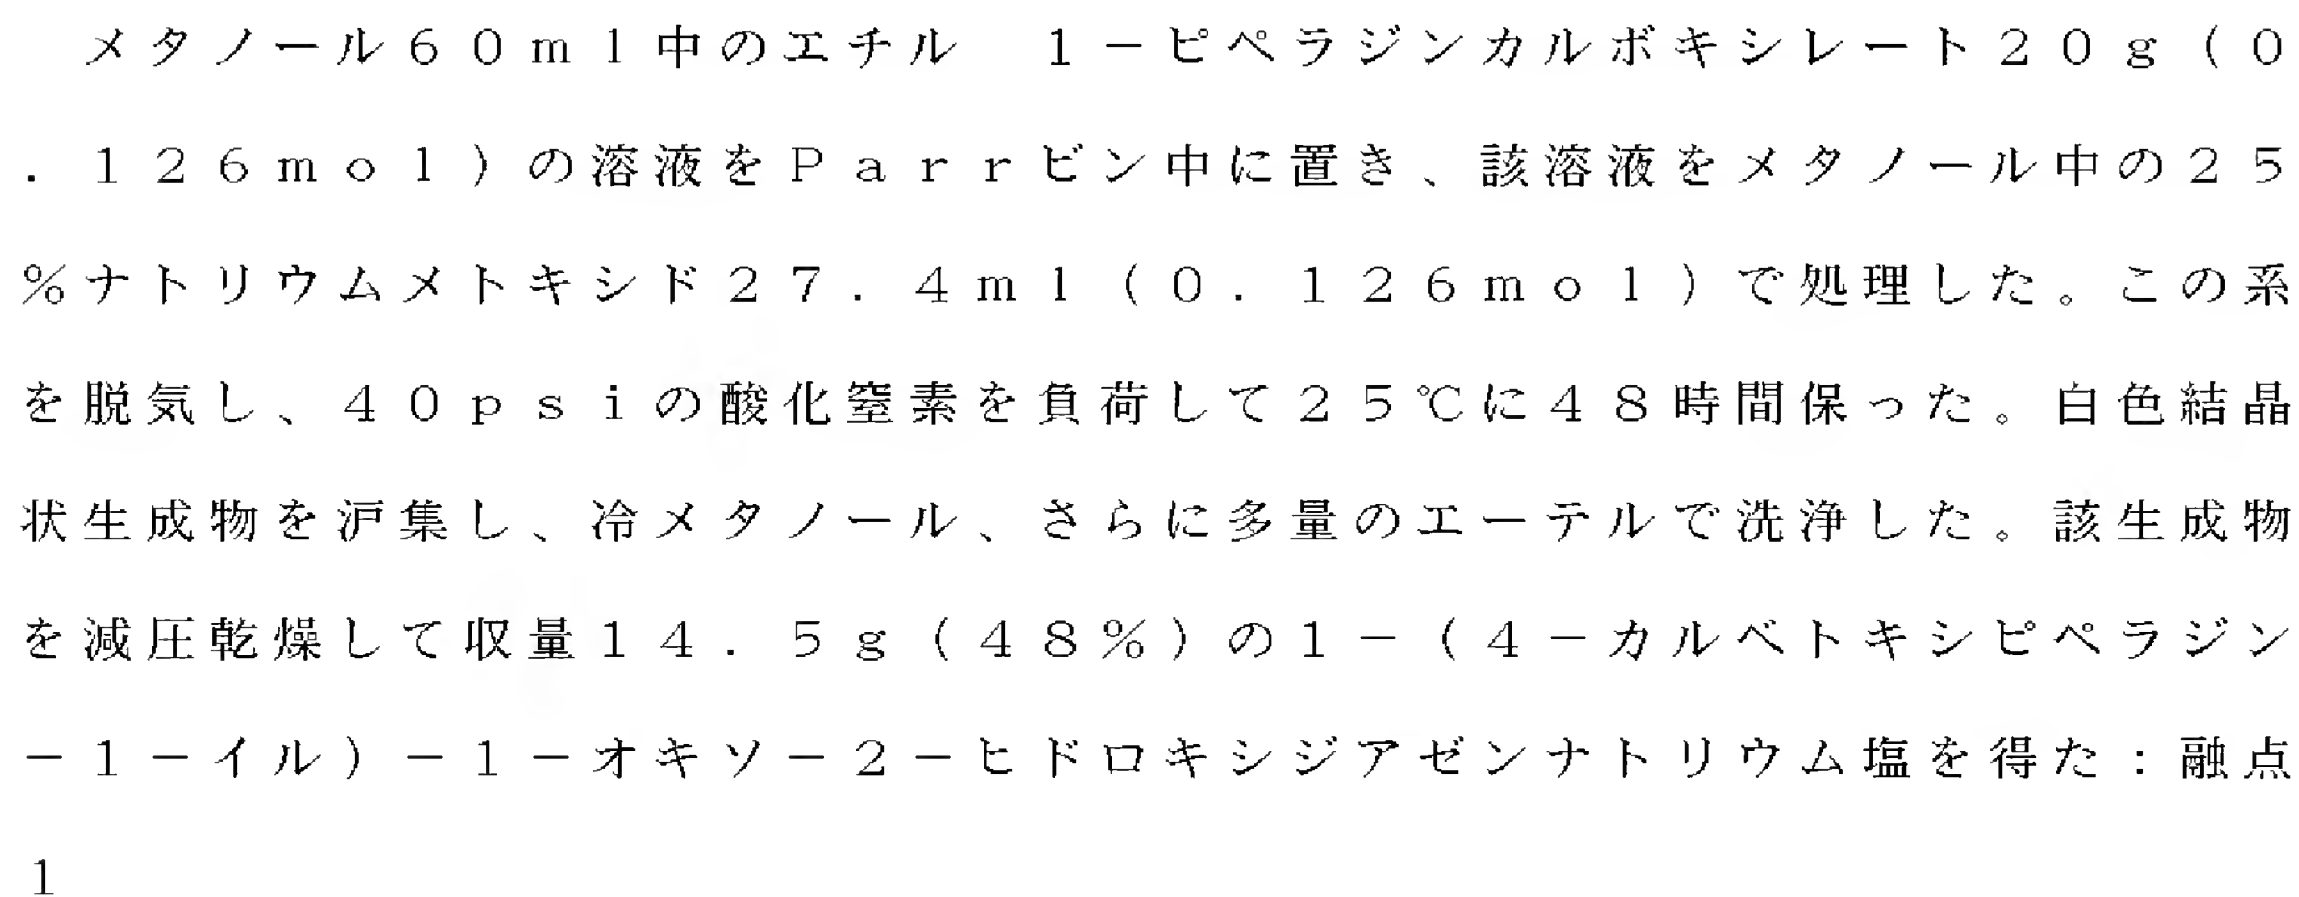 メタノール60ml中のエチル　1-ピペラジンカルボキシレート20g(0
.126mol)の溶液をParrビン中に置き、該溶液をメタノール中の25
%ナトリウムメトキシド27.4ml(0.126mol)で処理した。この系
を脱気し、40psiの酸化窒素を負荷して25℃に48時間保った。白色結晶
状生成物を沪集し、冷メタノール、さらに多量のエーテルで洗浄した。該生成物
を減圧乾燥して収量14.5g(48%)の1-(4-カルベトキシピペラジン
-1-イル)-1-オキソ-2-ヒドロキシジアゼンナトリウム塩を得た:融点
1